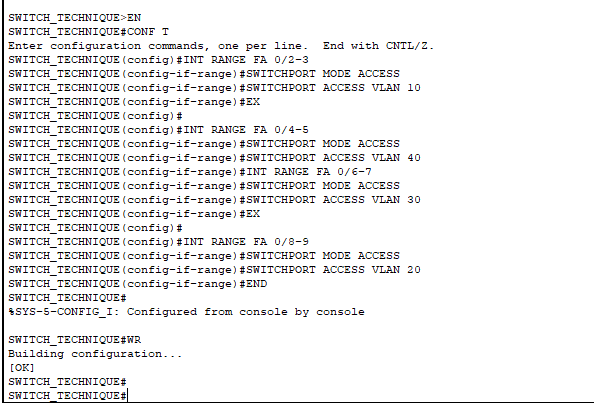 SWITCH_TECHNIQUE>EN
SWITCH_TECHNIQUE#CONF T
Enter configuration commands, one per line.  End with CNTL/Z.
SWITCH_TECHNIQUE(config)#INT RANGE FA 0/2-3
SWITCH_TECHNIQUE(config-if-range)#SWITCHPORT MODE ACCESS
SWITCH_TECHNIQUE(config-if-range)#SWITCHPORT ACCESS VLAN 10
SWITCH_TECHNIQUE(config-if-range)#EX
SWITCH_TECHNIQUE(config)#
SWITCH_TECHNIQUE(config)#INT RANGE FA 0/4-5
SWITCH_TECHNIQUE(config-if-range)#SWITCHPORT MODE ACCESS
SWITCH_TECHNIQUE(config-if-range)#SWITCHPORT ACCESS VLAN 40
SWITCH_TECHNIQUE(config-if-range)#INT RANGE FA 0/6-7
SWITCH_TECHNIQUE(config-if-range)#SWITCHPORT MODE ACCESS
SWITCH_TECHNIQUE(config-if-range)#SWITCHPORT ACCESS VLAN 30
SWITCH_TECHNIQUE(config-if-range)#EX
SWITCH_TECHNIQUE(config)#
SWITCH_TECHNIQUE(config)#INT RANGE FA 0/8-9
SWITCH_TECHNIQUE(config-if-range)#SWITCHPORT MODE ACCESS
SWITCH_TECHNIQUE(config-if-range)#SWITCHPORT ACCESS VLAN 20
SWITCH_TECHNIQUE(config-if-range)#END
SWITCH_TECHNIQUE#
%SYS-5-CONFIG_I: Configured from console by console
SWITCH_TECHNIQUE#WR
Building configuration...
[OK]
SWITCH_TECHNIQUE#
SWITCH_TECHNIQUE#